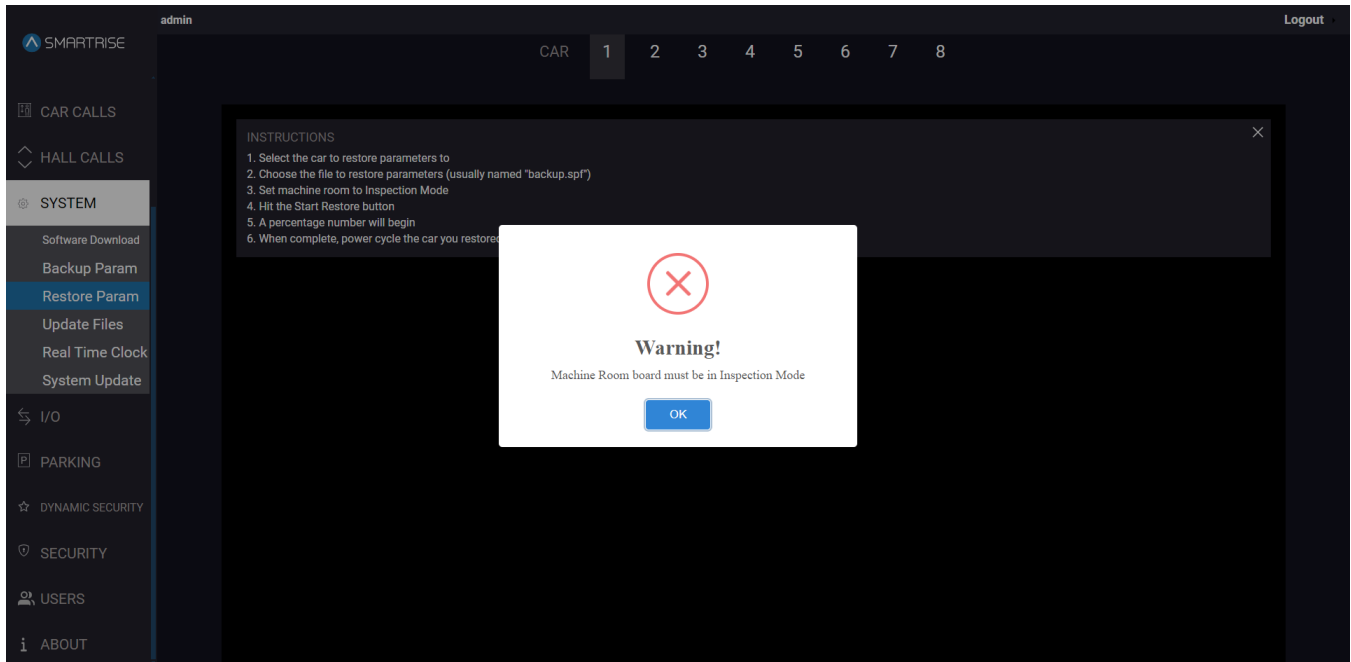 admin
Logout
SMARTRISE
CAR 1 2 3 4 5 6 7 8
CAR CALLS
HALL CALLS
SYSTEM
Software Download
Backup Param
Restore Param
Update Files
Real Time Clock
System Update
I/O
PARKING
DYNAMIC SECURITY
SECURITY
USERS
ABOUT
INSTRUCTIONS
1. Select the car to restore parameters to
2. Choose the file to restore parameters (usually named "backup.spf")
3. Set machine room to Inspection Mode
4. Hit the Start Restore button
5. A percentage number will begin
6. When complete, power cycle the car you restored
Warning!
Machine Room board must be in Inspection Mode
OK